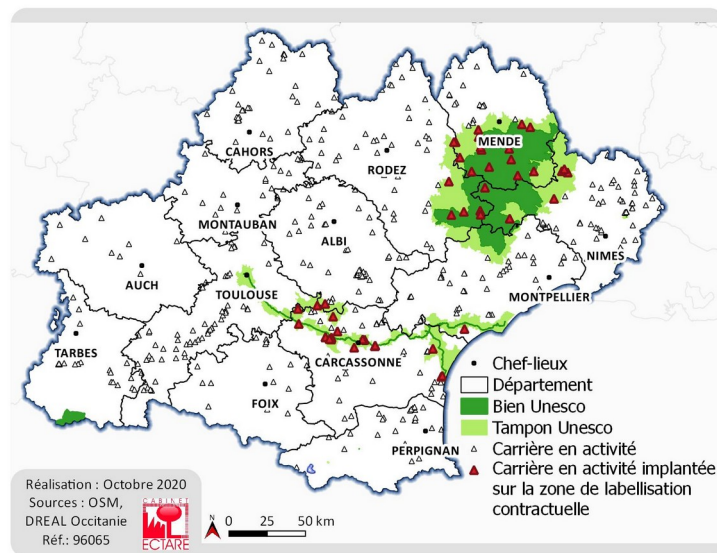 CAHORS
MENDE
RODEZ
MONTAUBAN
ALBI
NIMES
AUCH
TOULOUSE
MONTPELLIER
TARBES
CARCASSONNE
FOIX
PERPIGNAN
Chef-lieux
Département
Bien Unesco
Tampon Unesco
Carrière en activité
Carrière en activité implantée
sur la zone de labellisation
contractuelle
Réalisation : Octobre 2020
Sources : OSM,
DREAL Occitanie
Réf.: 96065
CABINET
ECTARE
N
0 25 50 km